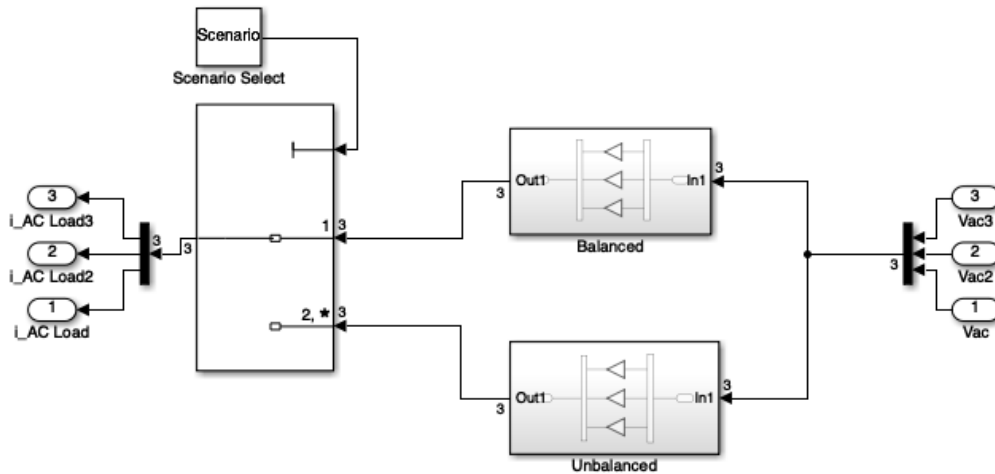 Scenario
Scenario Select
3
i_AC Load3
2
i_AC Load2
1
i_AC Load
3
3
1
3
2, *
3
Out1
In1
3
3
Balanced
Out1
In1
3
3
Unbalanced
3
3
Vac3
2
Vac2
1
Vac